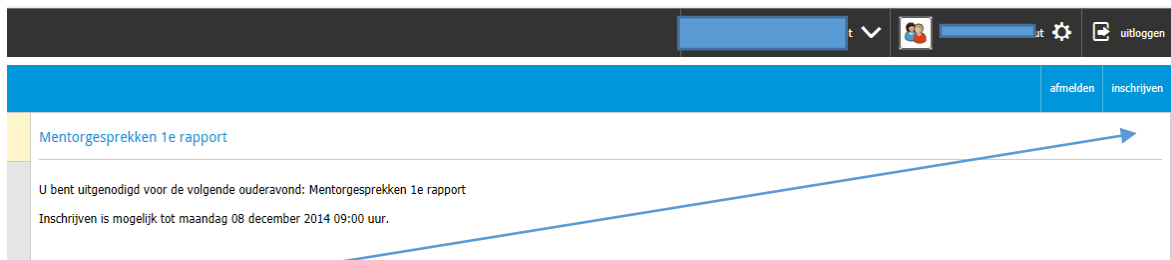 t ut uitloggen
afmelden inschrijven
Mentorgesprekken 1e rapport
U bent uitgenodigd voor de volgende ouderavond: Mentorgesprekken 1e rapport
Inschrijven is mogelijk tot maandag 08 december 2014 09:00 uur.